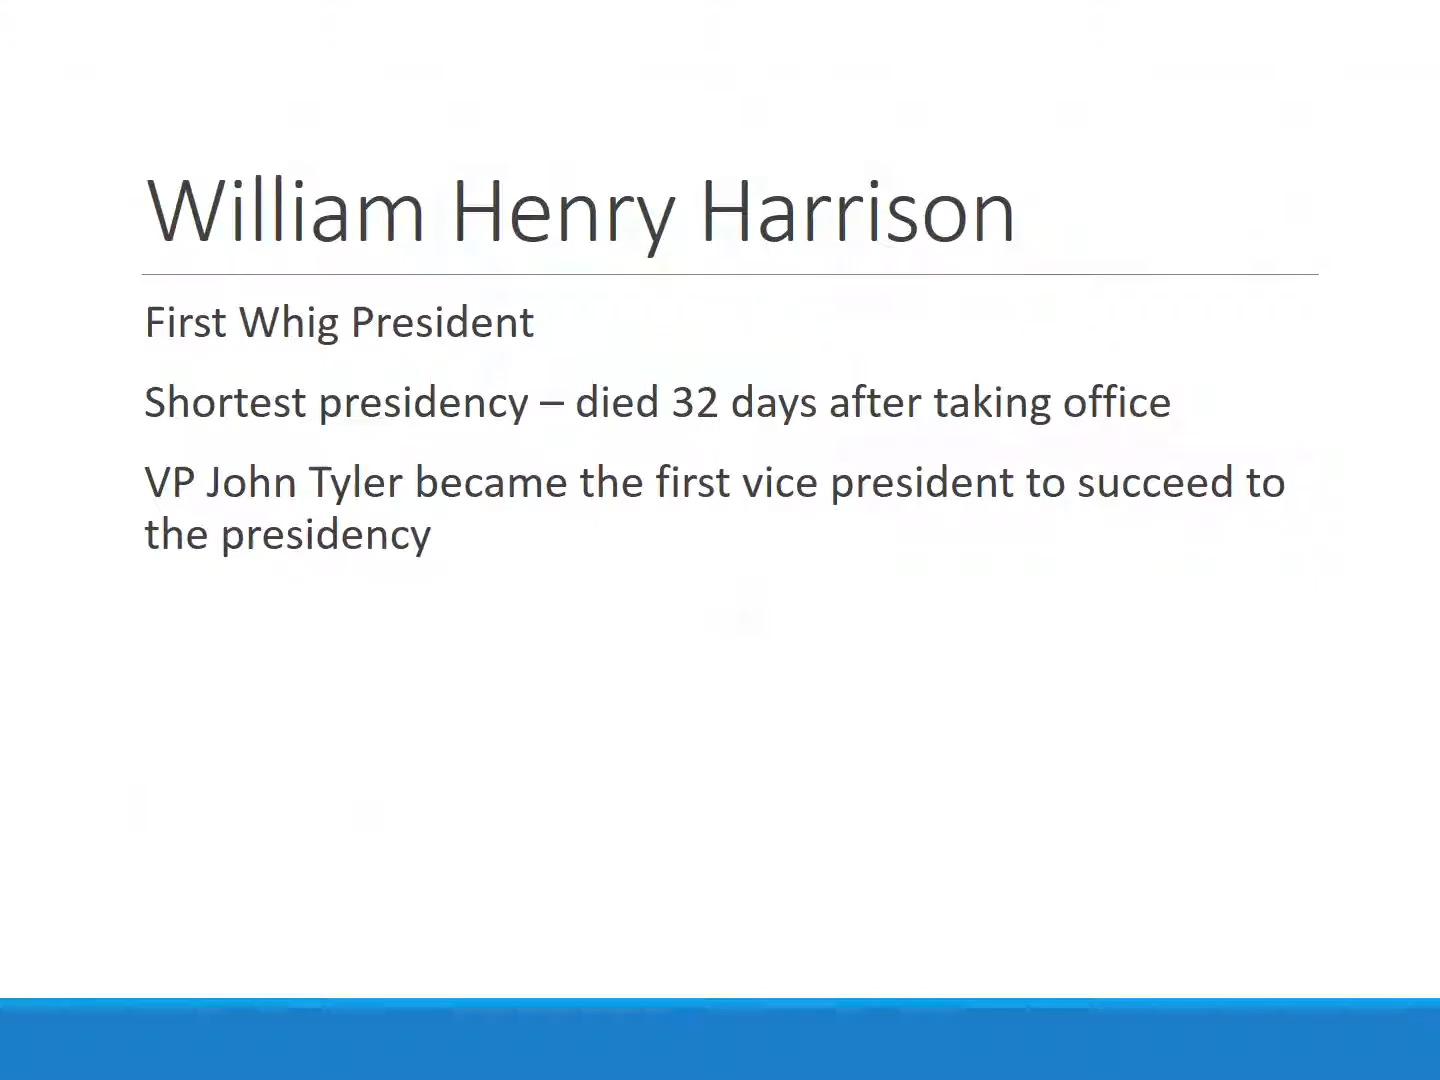 William Henry Harrison
First Whig President
Shortest presidency – died 32 days after taking office
VP John Tyler became the first vice president to succeed to
the presidency